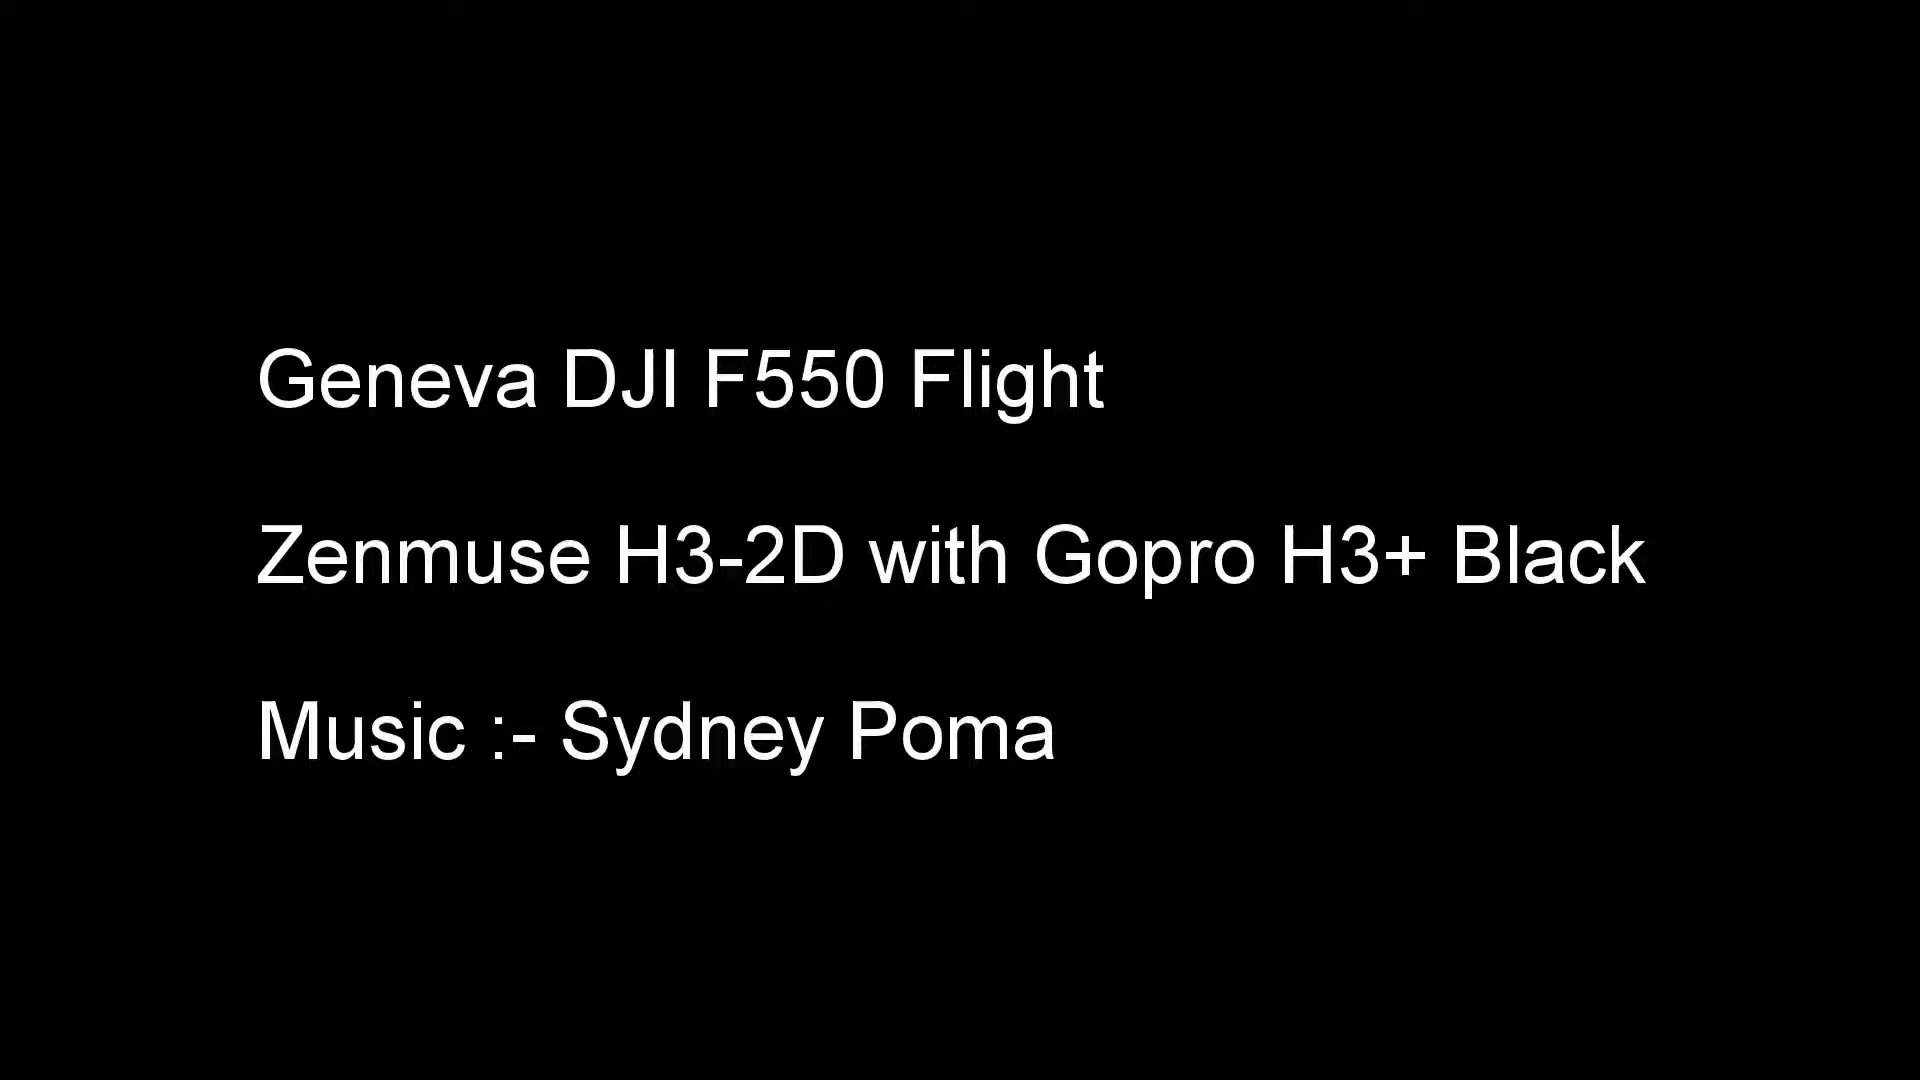 Geneva DJI F550 Flight
Zenmuse H3-2D with Gopro H3+ Black
Music :- Sydney Poma